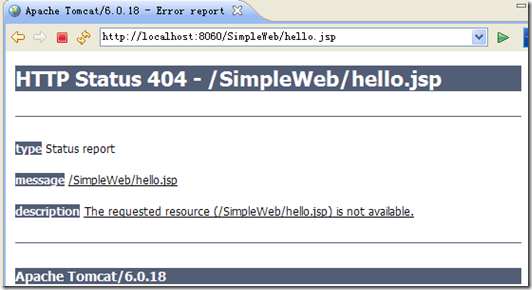 Apache Tomcat/6.0.18 - Error report
http://localhost:8060/SimpleWeb/hello.jsp
HTTP Status 404 - /SimpleWeb/hello.jsp
type Status report
message /SimpleWeb/hello.jsp
description The requested resource (/SimpleWeb/hello.jsp) is not available.
Apache Tomcat/6.0.18